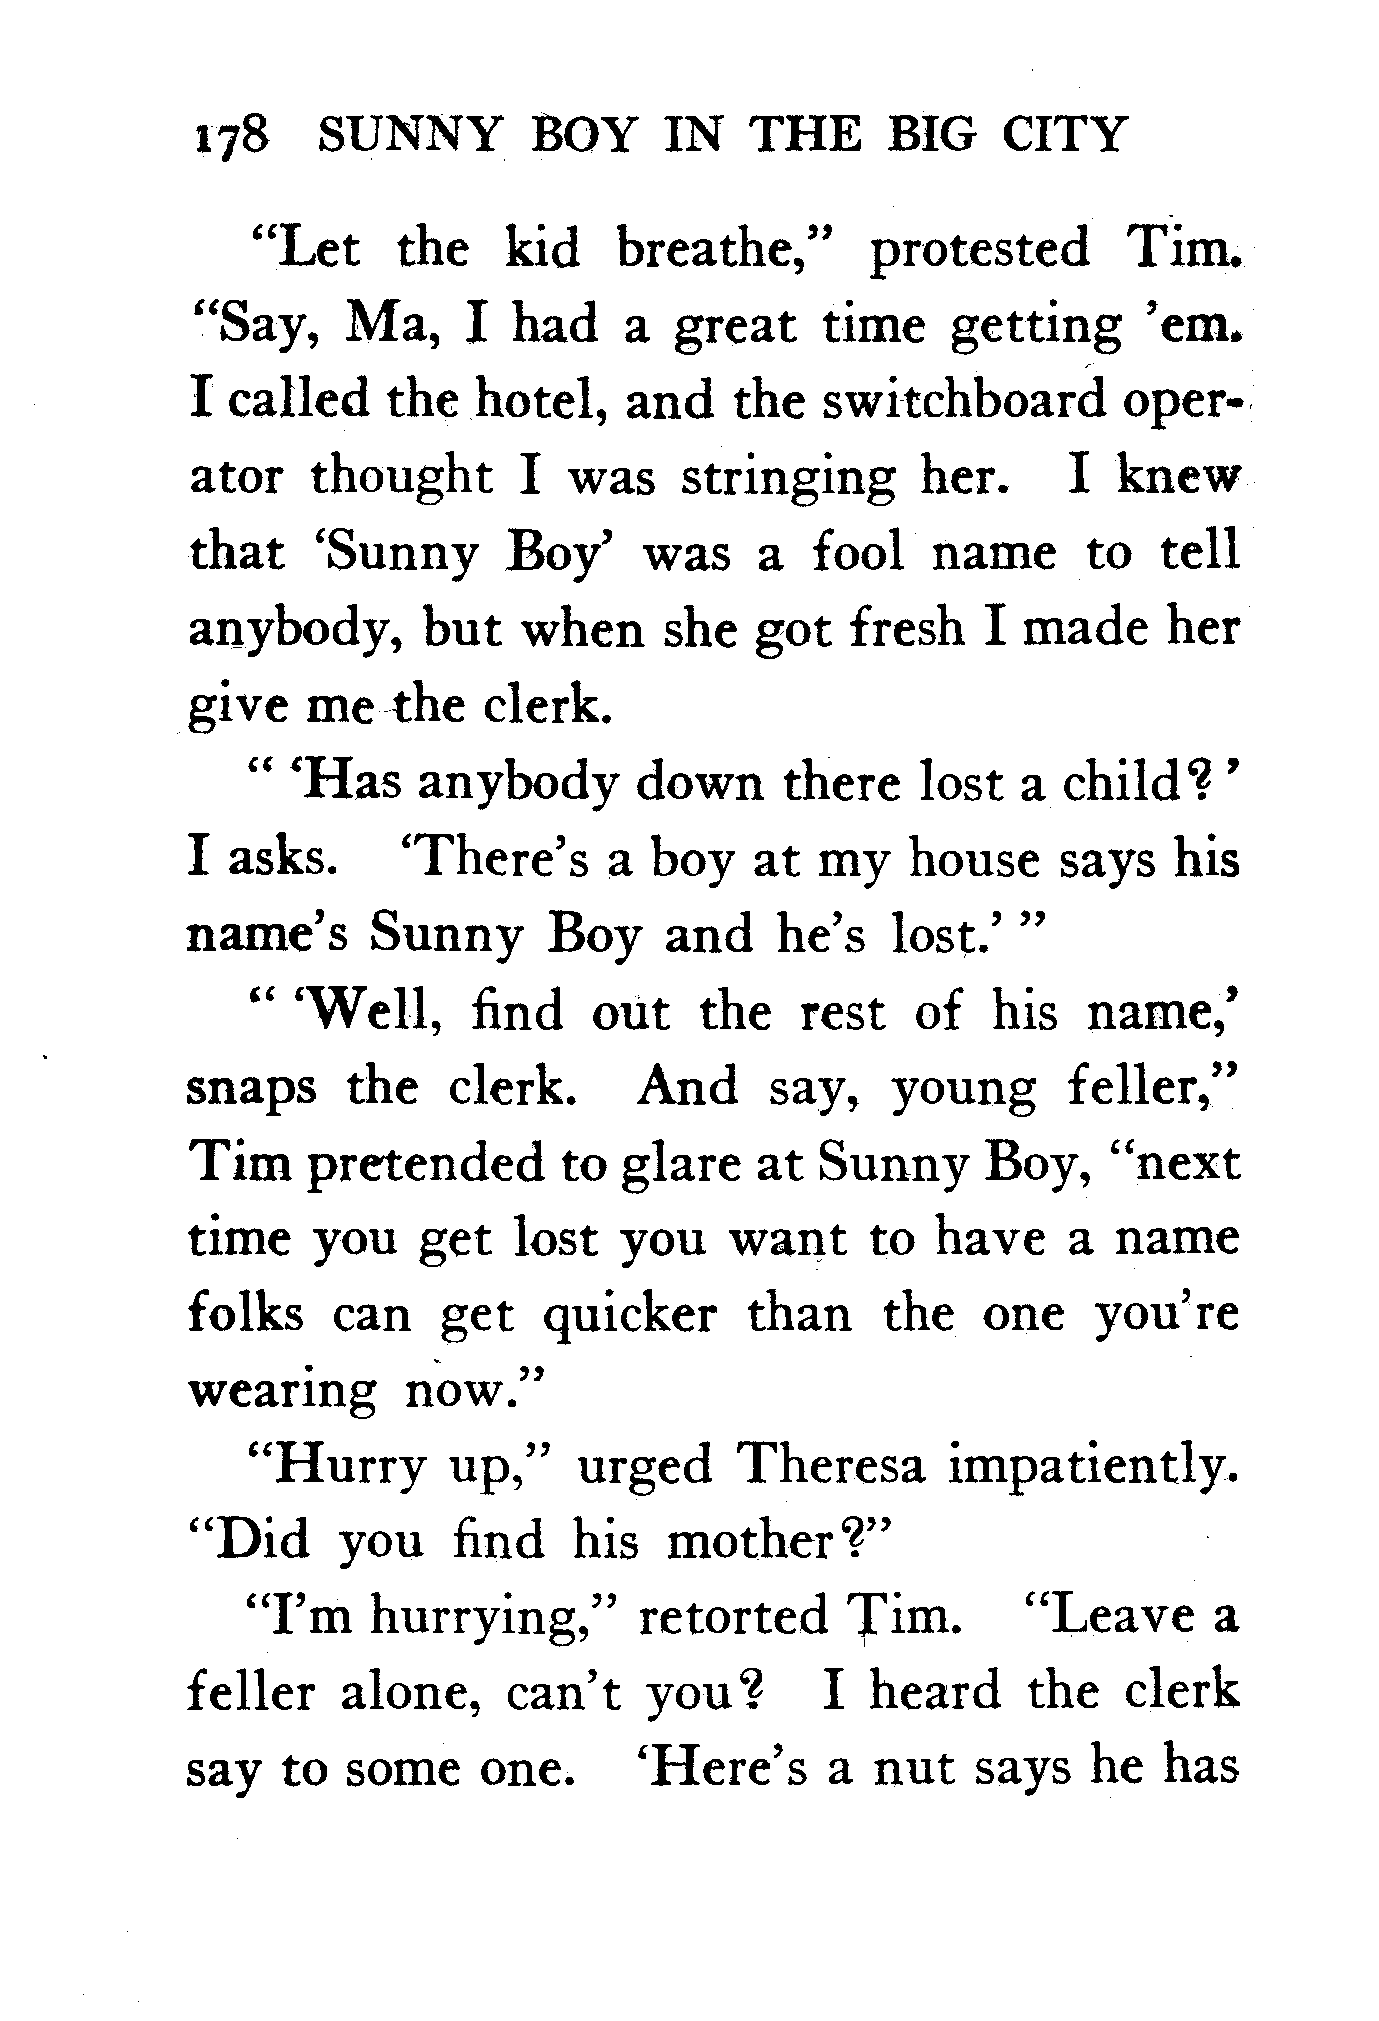 178 SUNNY BOY IN THE BIG CITY
“Let the kid breathe,” protested Tim.
“Say, Ma, I had a great time getting ’em.
I called the hotel, and the switchboard oper-
ator thought I was stringing her. I knew
that ‘Sunny Boy’ was a fool name to tell
anybody, but when she got fresh I made her
give me the clerk.
“ ‘Has anybody down there lost a child?’
I asks. ‘There’s a boy at my house says his
name’s Sunny Boy and he’s lost.’ ”
“ ‘Well, find out the rest of his name,’
snaps the clerk. And say, young feller,”
Tim pretended to glare at Sunny Boy, “next
time you get lost you want to have a name
folks can get quicker than the one you’re
wearing now.”
“Hurry up,” urged Theresa impatiently.
“Did you find his mother?”
“I’m hurrying,” retorted Tim. “Leave a
feller alone, can’t you? I heard the clerk
say to some one. ‘Here’s a nut says he has